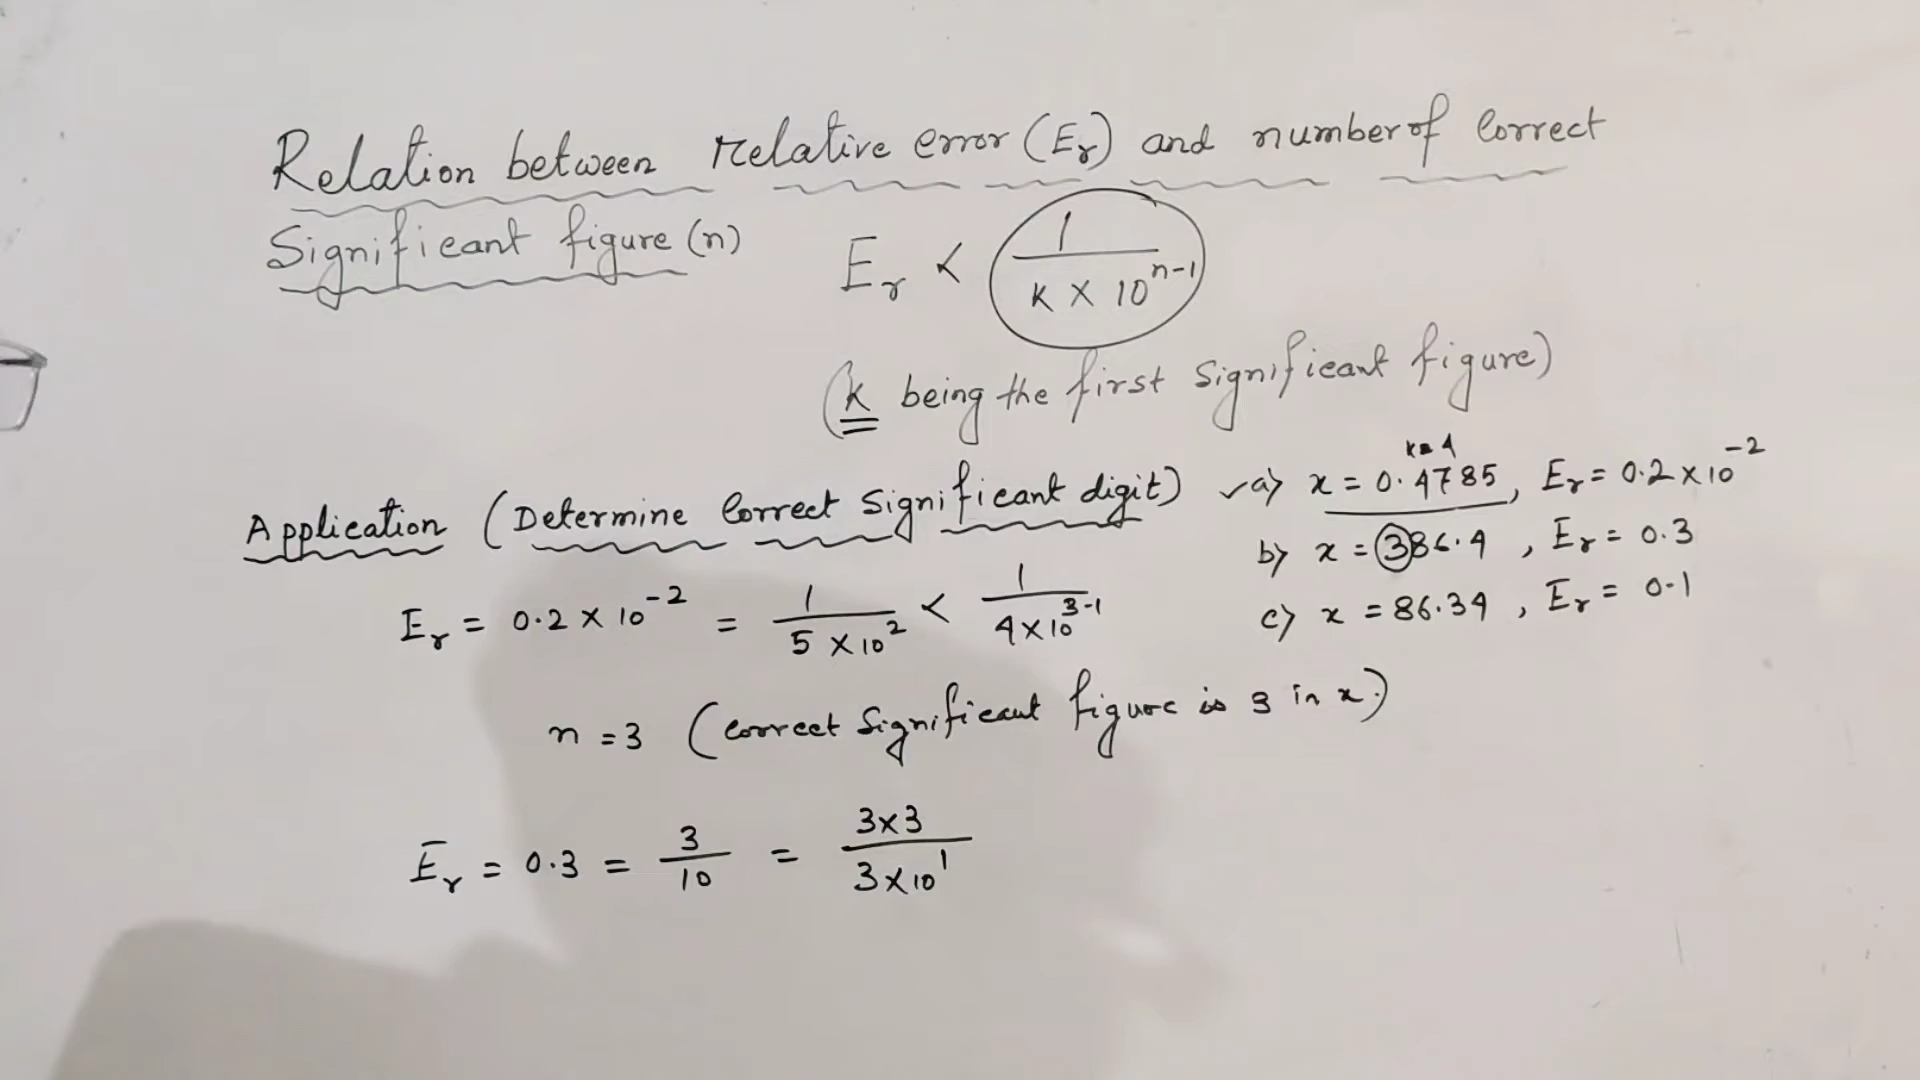 Relation between relative error (Er) and number of correct
Significant figure (n)
Er < 1 / (K × 10^(n-1))
(k being the first significant figure)
Application (Determine correct significant digit)
k = 4
a) x = 0.4785, Er = 0.2 × 10^-2
b) x = 386.4, Er = 0.3
c) x = 86.34, Er = 0.1
Er = 0.2 × 10^-2 = 1 / (5 × 10^2) < 1 / (4 × 10^(3-1))
n = 3 (correct significant figure is 3 in x.)
Er = 0.3 = 3/10 = (3×3) / (3×10^1)